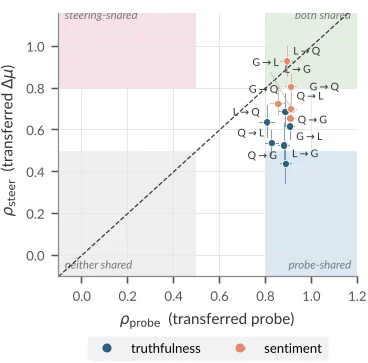 steering-shared
both shared
L→Q
G→L
L→G
G→Q
G→Q
Q→L
L→Q
Q→G
Q→L
G→L
Q→G
L→G
neither shared
probe-shared
1.0
0.8
0.6
0.4
0.2
0.0
ρsteer (transferred Δμ)
0.0 0.2 0.4 0.6 0.8 1.0 1.2
ρprobe (transferred probe)
truthfulness sentiment